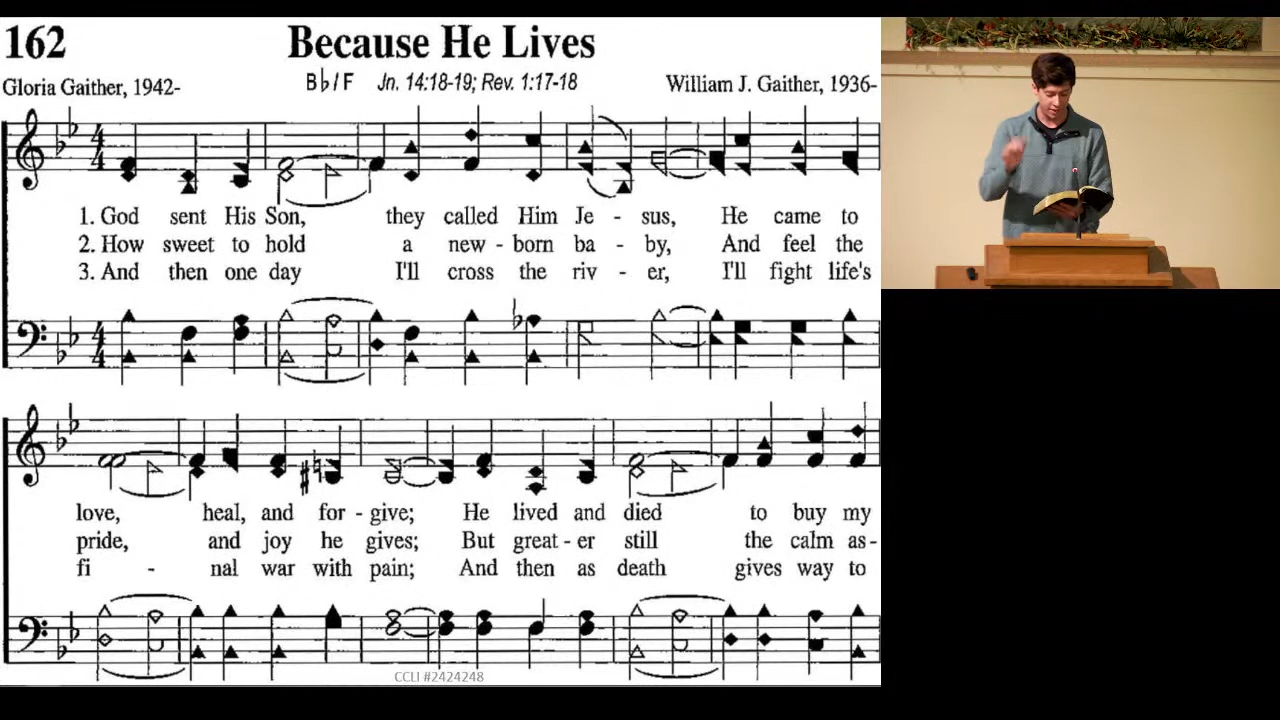 162
Because He Lives
Gloria Gaither, 1942-
B♭/F Jn. 14:18-19; Rev. 1:17-18
William J. Gaither, 1936-
1. God sent His Son, they called Him Je - sus, He came to
2. How sweet to hold a new - born ba - by, And feel the
3. And then one day I'll cross the riv - er, I'll fight life's
love, heal, and for - give; He lived and died to buy my
pride, and joy he gives; But great - er still the calm as-
fi - nal war with pain; And then as death gives way to
CCLI #2424248